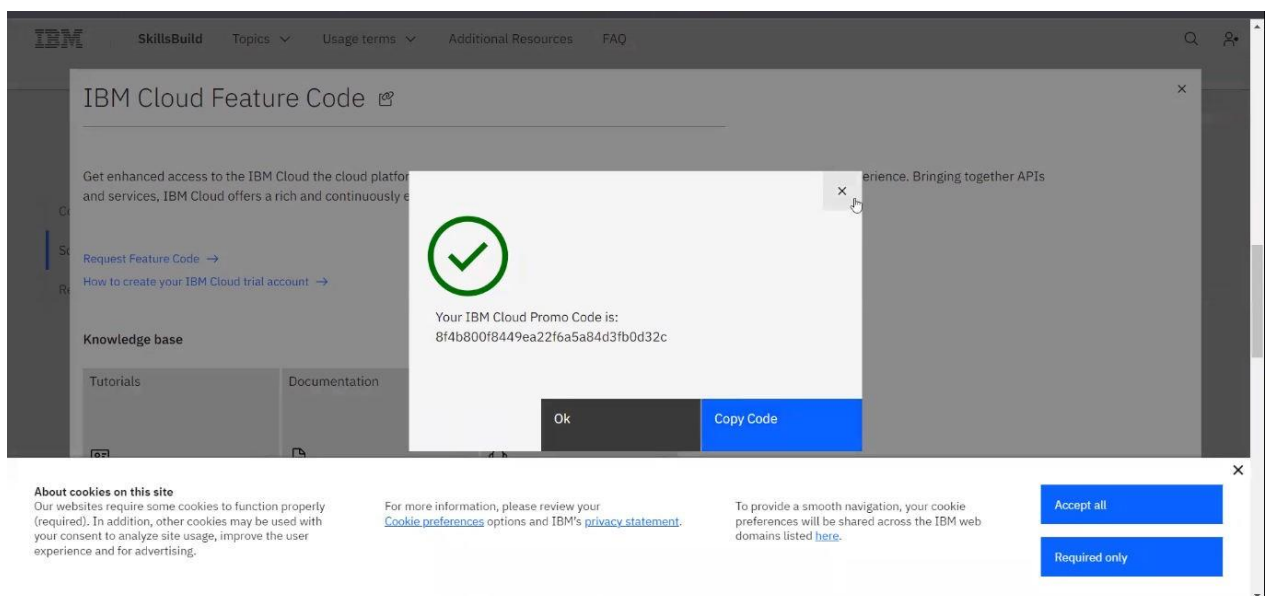 IBM SkillsBuild Topics Usage terms Additional Resources FAQ
IBM Cloud Feature Code
Get enhanced access to the IBM Cloud the cloud platfor erience. Bringing together APIs
and services, IBM Cloud offers a rich and continuously e
Request Feature Code →
How to create your IBM Cloud trial account →
Knowledge base
Tutorials Documentation
Your IBM Cloud Promo Code is:
8f4b800f8449ea22f6a5a84d3fb0d32c
Ok Copy Code
About cookies on this site
Our websites require some cookies to function properly
(required). In addition, other cookies may be used with
your consent to analyze site usage, improve the user
experience and for advertising.
For more information, please review your
Cookie preferences options and IBM's privacy statement.
To provide a smooth navigation, your cookie
preferences will be shared across the IBM web
domains listed here.
Accept all
Required only